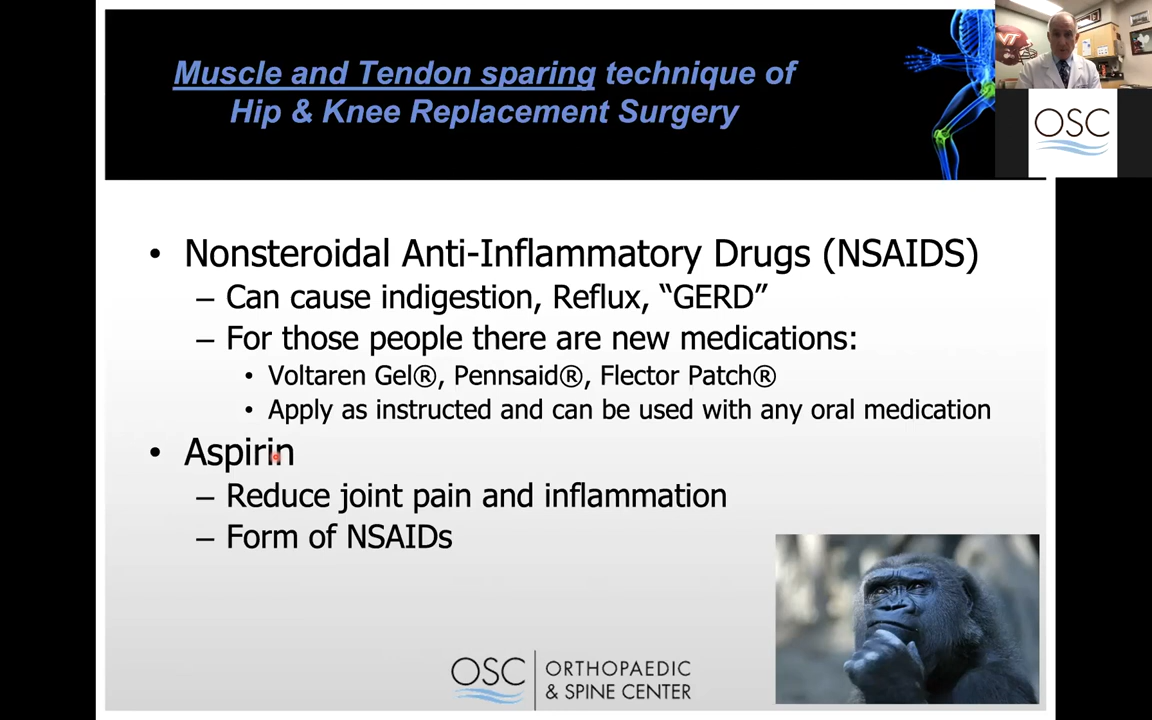 Muscle and Tendon sparing technique of
Hip & Knee Replacement Surgery
VT
OSC
• Nonsteroidal Anti-Inflammatory Drugs (NSAIDS)
– Can cause indigestion, Reflux, “GERD”
– For those people there are new medications:
• Voltaren Gel®, Pennsaid®, Flector Patch®
• Apply as instructed and can be used with any oral medication
• Aspirin
– Reduce joint pain and inflammation
– Form of NSAIDs
OSC ORTHOPAEDIC
& SPINE CENTER